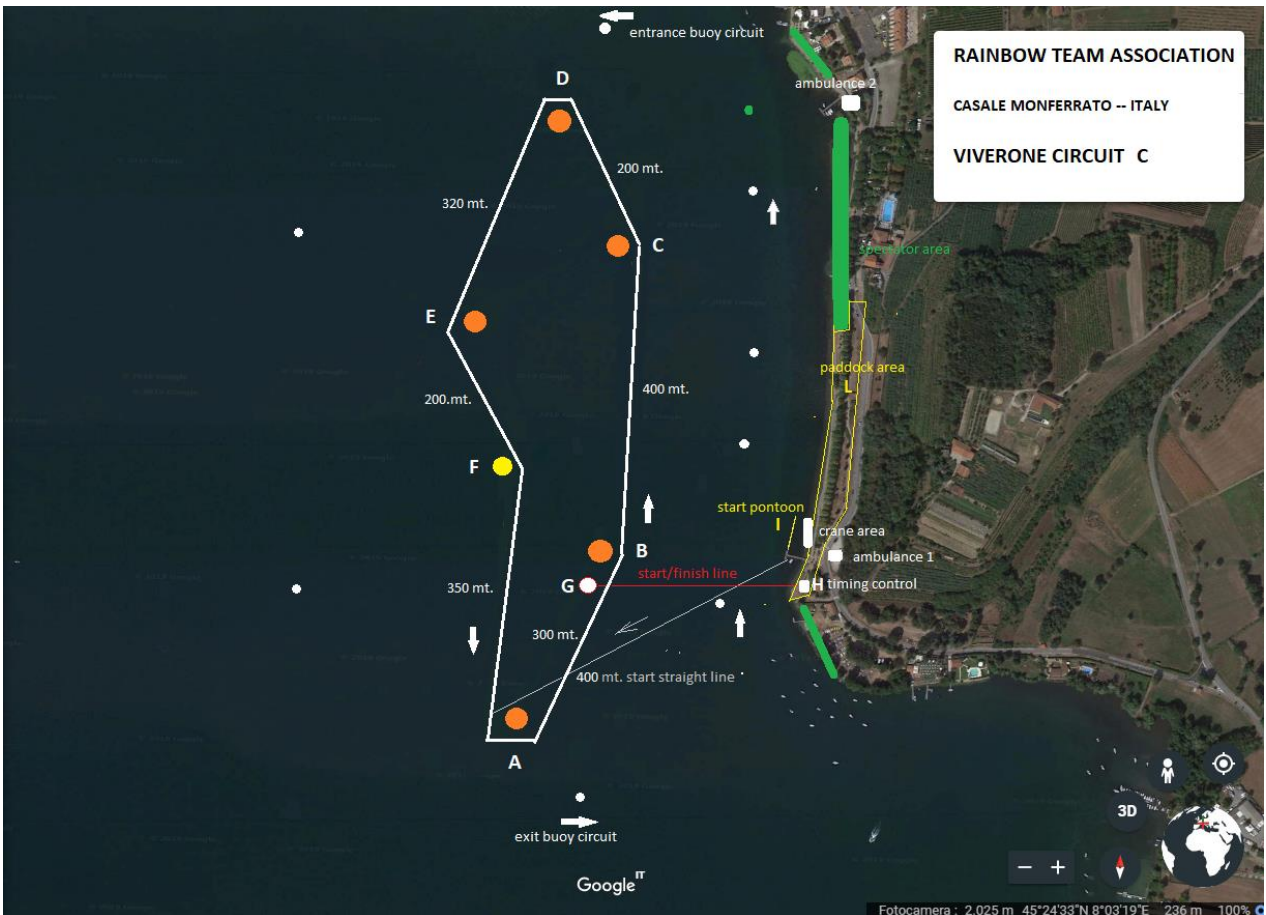 entrance buoy circuit
RAINBOW TEAM ASSOCIATION
CASALE MONFERRATO -- ITALY
VIVERONE CIRCUIT C
D
ambulance 2
200 mt.
320 mt.
C
spectator area
E
paddock area
L
400 mt.
200.mt.
F
start pontoon
I
crane area
B
ambulance 1
start/finish line
G
H timing control
350 mt.
300 mt.
400 mt. start straight line
A
3D
exit buoy circuit
Google IT
Fotocamera : 2.025 m 45°24'33"N 8°03'19"E 236 m 100%